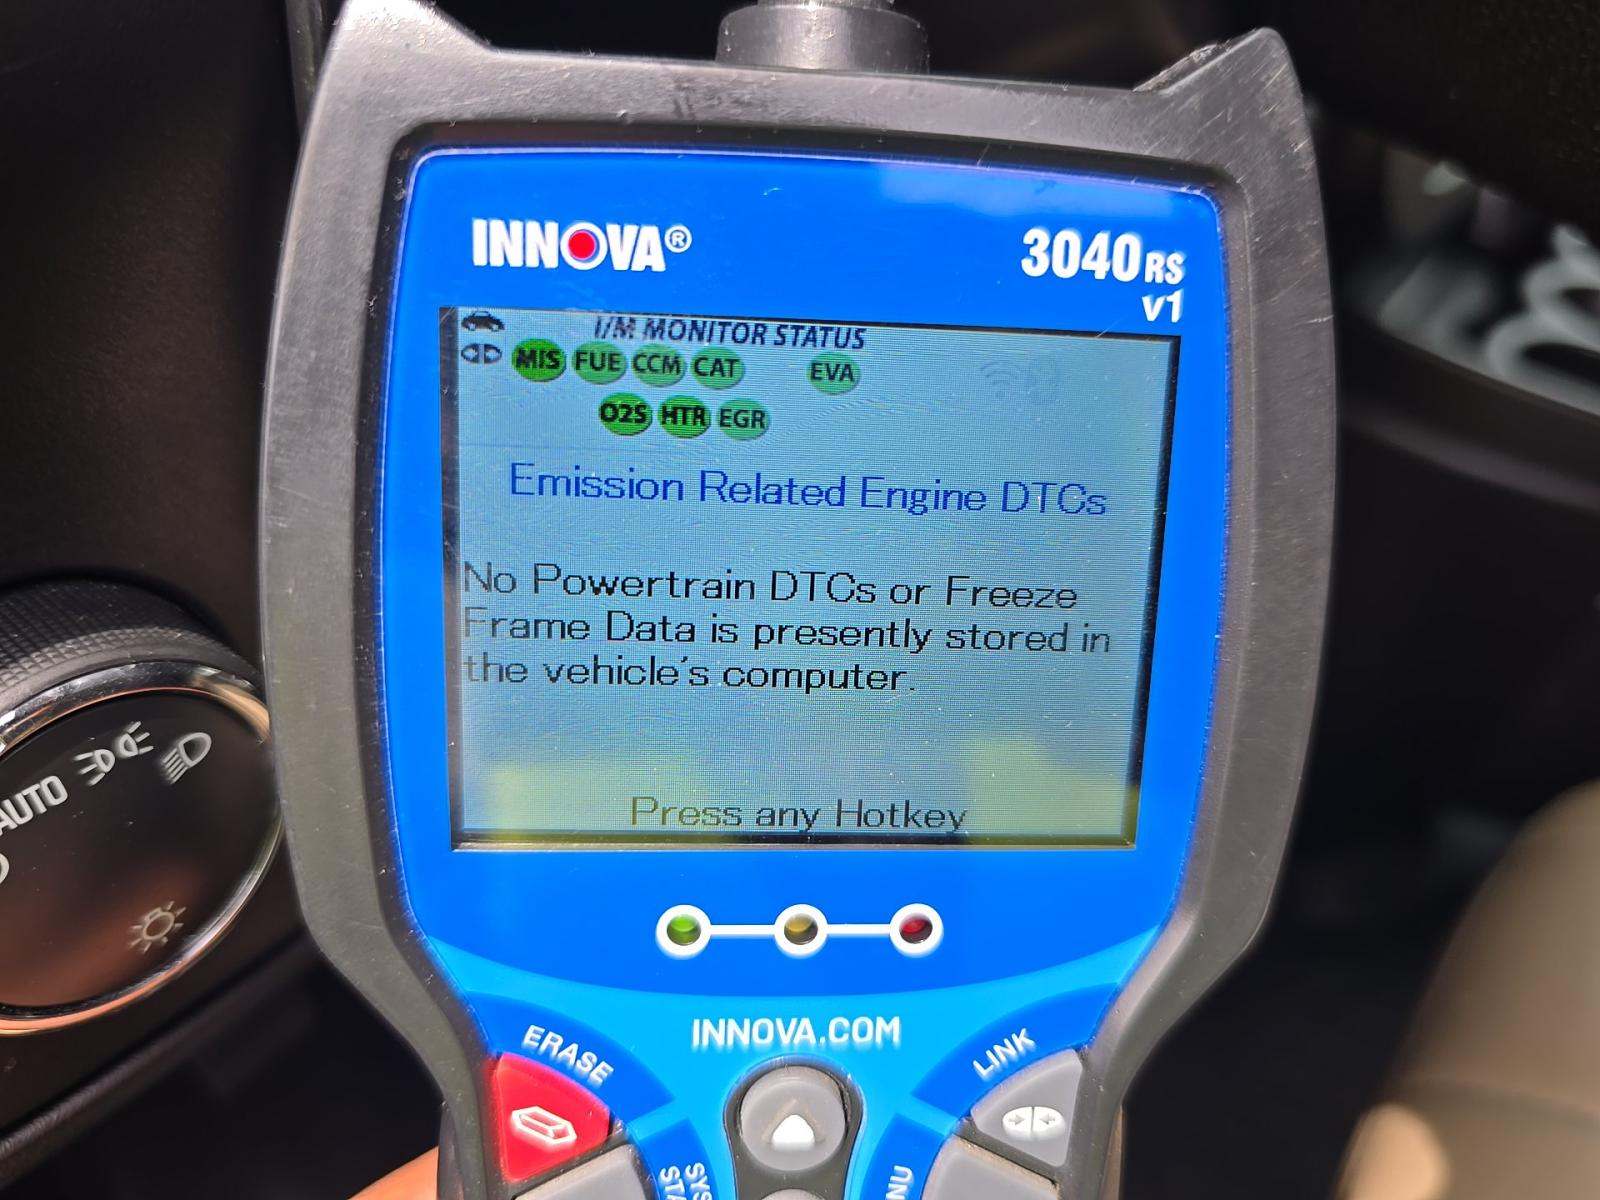 INNOVA®
3040RS
v1
I/M MONITOR STATUS
MIS FUE CCM CAT EVA
O2S HTR EGR
Emission Related Engine DTCs
No Powertrain DTCs or Freeze
Frame Data is presently stored in
the vehicle's computer.
Press any Hotkey
AUTO
INNOVA.COM
ERASE
LINK